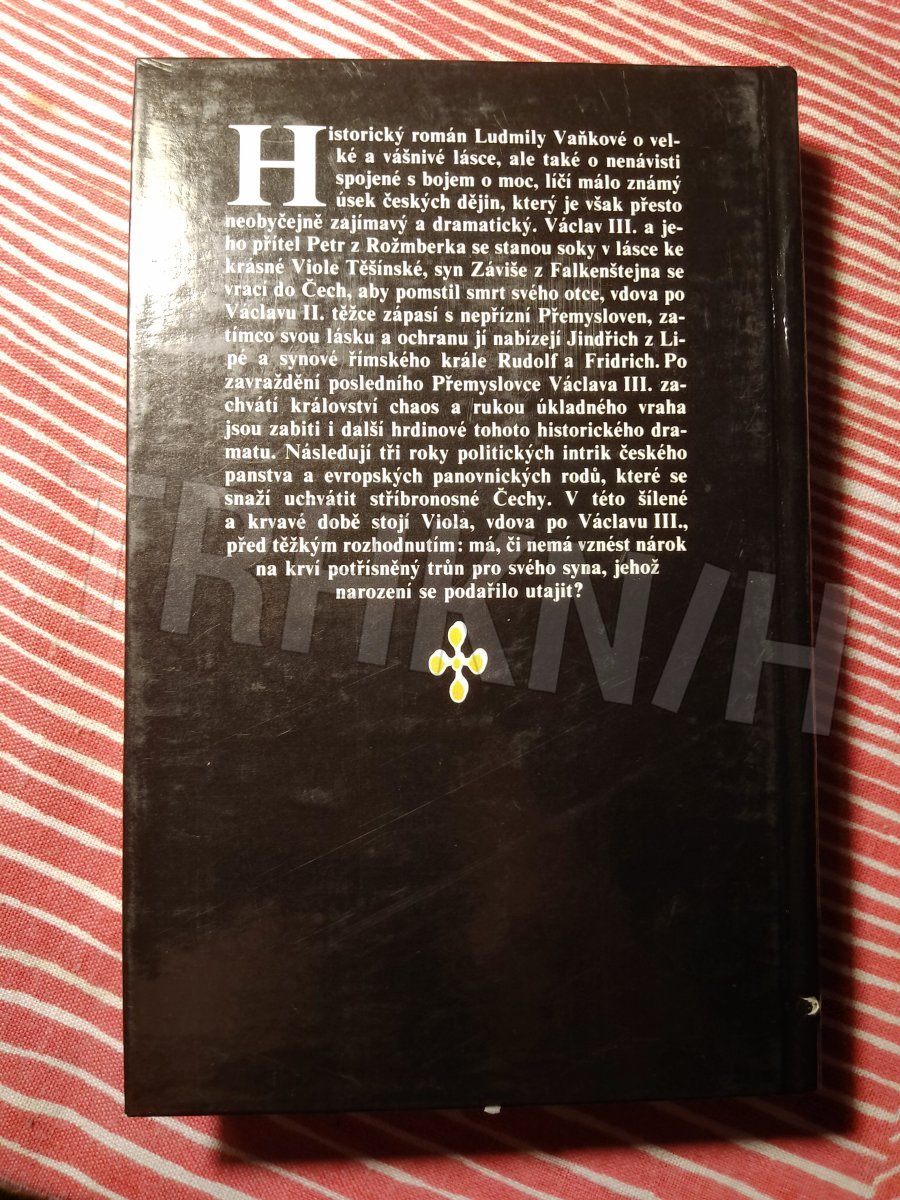 Historický román Ludmily Vaňkové o vel-
ké a vášnivé lásce, ale také o nenávisti
spojené s bojem o moc, líčí málo známý
úsek českých dějin, který je však přesto
neobyčejně zajímavý a dramatický. Václav III. a je-
ho přítel Petr z Rožmberka se stanou soky v lásce ke
krásné Viole Těšínské, syn Záviše z Falkenštejna se
vrací do Čech, aby pomstil smrt svého otce, vdova po
Václavu II. těžce zápasí s nepřízní Přemysloven, za-
tímco svou lásku a ochranu jí nabízejí Jindřich z Li-
pé a synové římského krále Rudolf a Fridrich. Po
zavraždění posledního Přemyslovce Václava III. za-
chvátí království chaos a rukou úkladného vraha
jsou zabiti i další hrdinové tohoto historického dra-
matu. Následují tři roky politických intrik českého
panstva a evropských panovnických rodů, které se
snaží uchvátit stříbronosné Čechy. V této šílené
a krvavé době stojí Viola, vdova po Václavu III.,
před těžkým rozhodnutím: má, či nemá vznést nárok
na krví potřísněný trůn pro svého syna, jehož
narození se podařilo utajit?
TRHKNIH